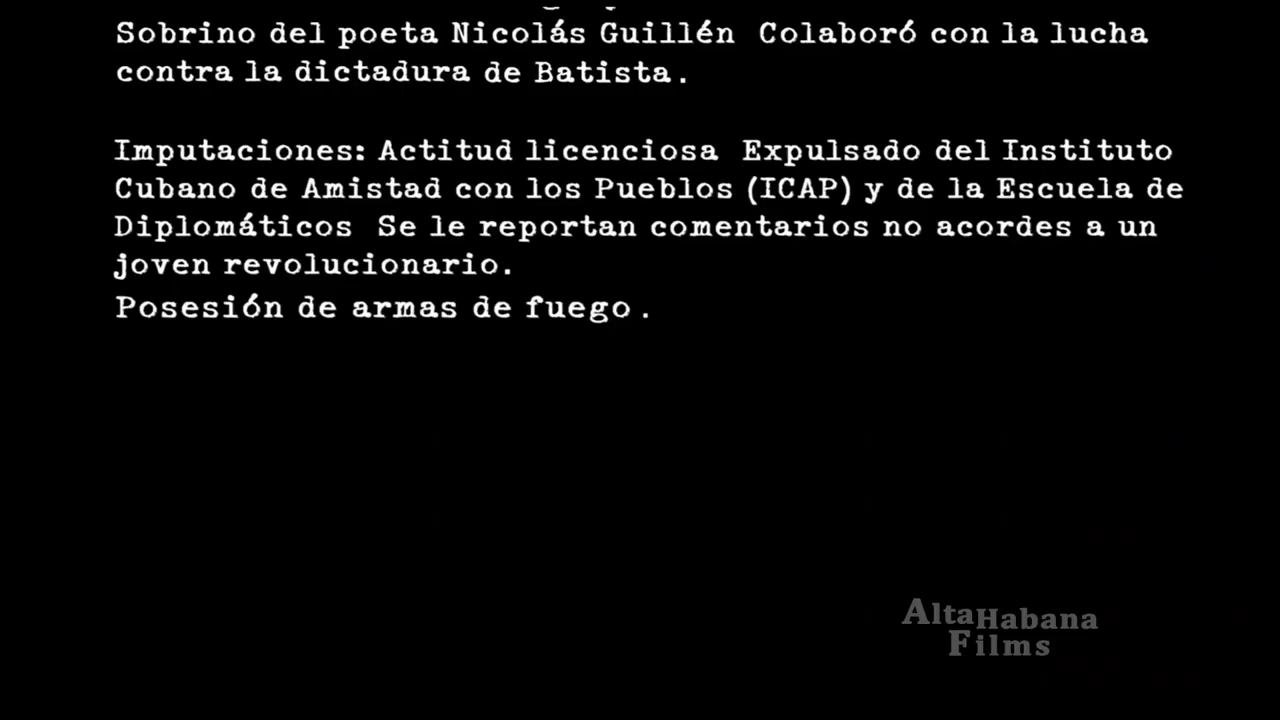 Sobrino del poeta Nicolás Guillén Colaboró con la lucha
contra la dictadura de Batista.
Imputaciones: Actitud licenciosa Expulsado del Instituto
Cubano de Amistad con los Pueblos (ICAP) y de la Escuela de
Diplomáticos Se le reportan comentarios no acordes a un
joven revolucionario.
Posesión de armas de fuego.
AltaHabana
Films